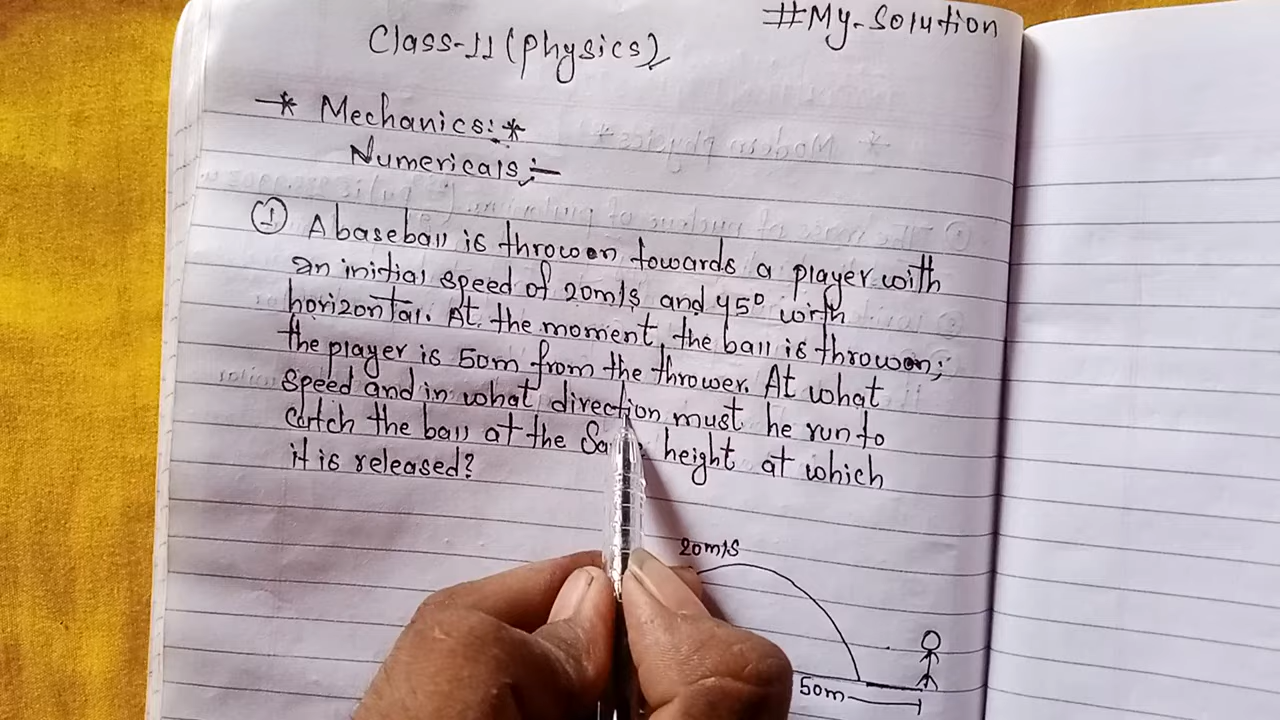 #My-Solution
Class-11 (Physics)
* Mechanics:*
Numericals:-
① A baseball is throwon towards a player with
an initial speed of 20m/s and 45° with
horizontal. At the moment, the ball is throwon;
the player is 50m from the thrower. At what
speed and in what direction must he run to
catch the ball at the height at which
it is released?
20m/s
50m